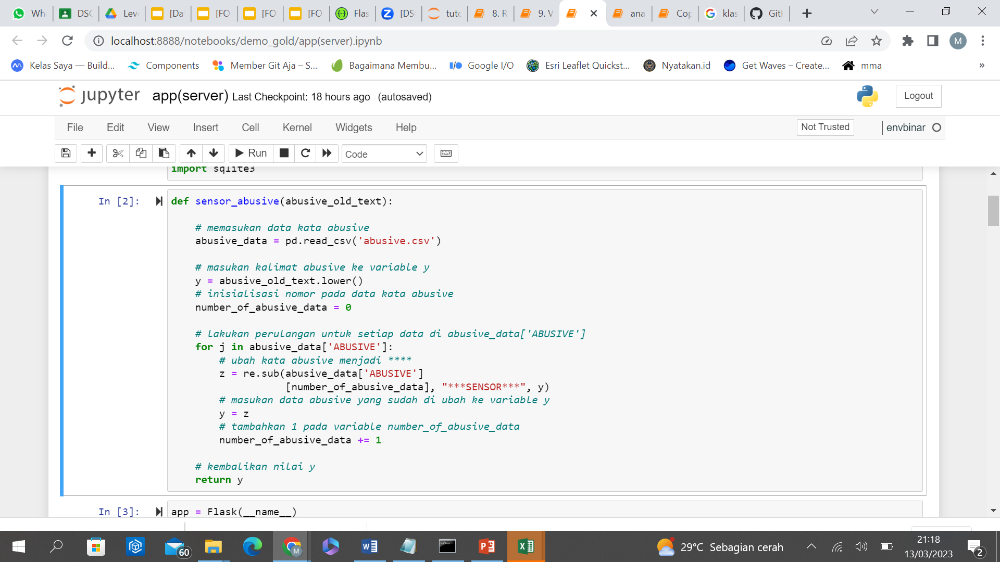 Wh
DSC
Leve
[Da
[FO
[FO
[FO
Flas
[DS
tuto
8. R
9. V
ana
Cop
klas
Git
localhost:8888/notebooks/demo_gold/app(server).ipynb
M
Kelas Saya — Build...
Components
Member Git Aja – S...
Bagaimana Membu...
Google I/O
Esri Leaflet Quickst...
Nyatakan.id
Get Waves – Create...
mma
»
jupyter app(server) Last Checkpoint: 18 hours ago (autosaved)
Logout
File Edit View Insert Cell Kernel Widgets Help
Not Trusted
envbinar
Run
Code
import sqlite3
In [2]:
def sensor_abusive(abusive_old_text):
# memasukan data kata abusive
abusive_data = pd.read_csv('abusive.csv')
# masukan kalimat abusive ke variable y
y = abusive_old_text.lower()
# inisialisasi nomor pada data kata abusive
number_of_abusive_data = 0
# lakukan perulangan untuk setiap data di abusive_data['ABUSIVE']
for j in abusive_data['ABUSIVE']:
# ubah kata abusive menjadi ****
z = re.sub(abusive_data['ABUSIVE']
[number_of_abusive_data], "***SENSOR***", y)
# masukan data abusive yang sudah di ubah ke variable y
y = z
# tambahkan 1 pada variable number_of_abusive_data
number_of_abusive_data += 1
# kembalikan nilai y
return y
In [3]:
app = Flask(__name__)
60
29°C Sebagian cerah
21:18
13/03/2023
2